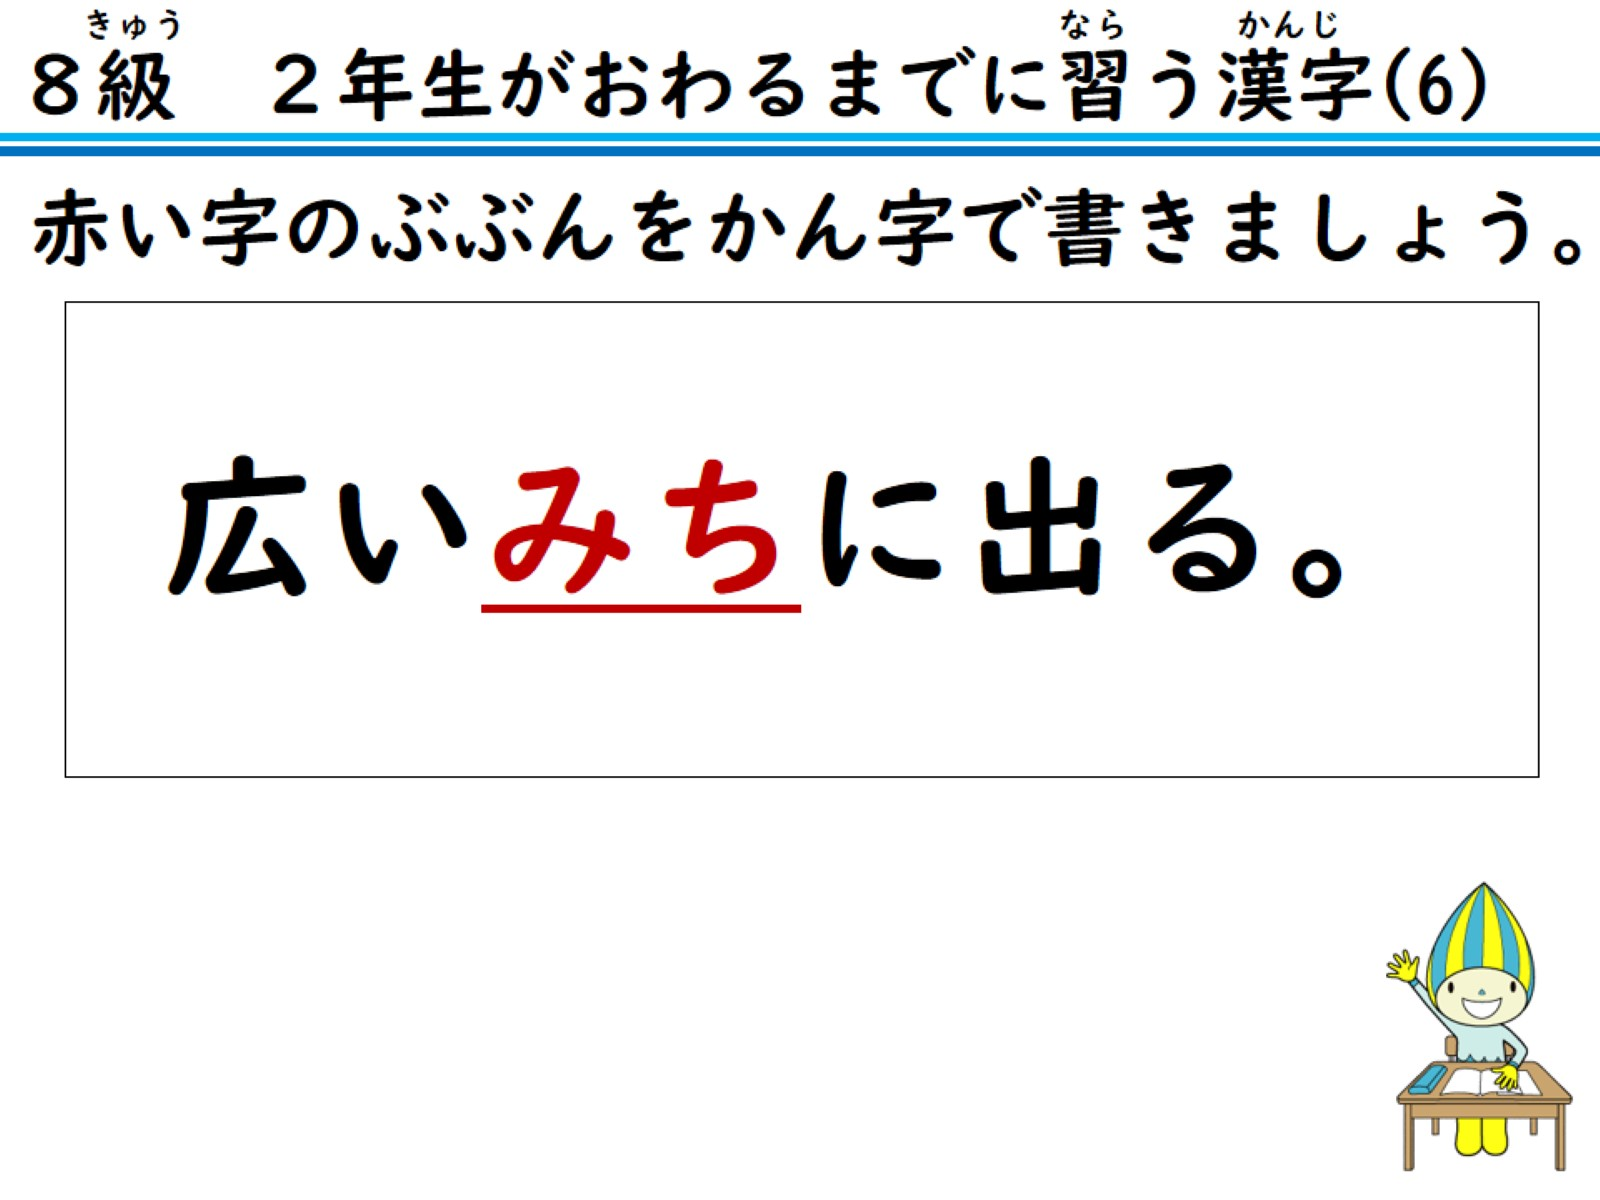 きゅう なら かんじ
８級　２年生がおわるまでに習う漢字(6)
赤い字のぶぶんをかん字で書きましょう。
広いみちに出る。